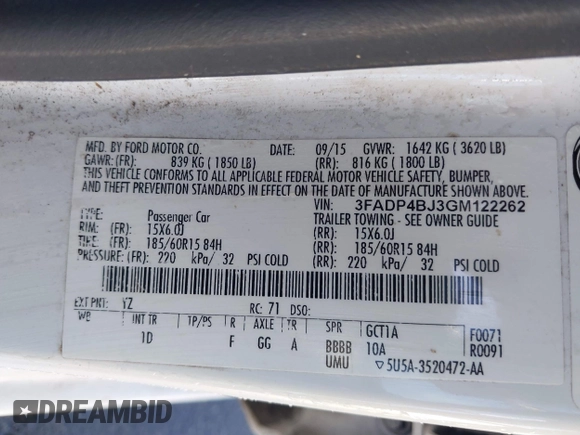 MFD. BY FORD MOTOR CO. DATE: 09/15 GVWR: 1642 KG ( 3620 LB)
GAWR: (FR): 839 KG ( 1850 LB) (RR): 816 KG ( 1800 LB)
THIS VEHICLE CONFORMS TO ALL APPLICABLE FEDERAL MOTOR VEHICLE SAFETY, BUMPER,
AND THEFT PREVENTION STANDARDS IN EFFECT ON THE DATE OF MANUFACTURE SHOWN ABOVE.
VIN: 3FADP4BJ3GM122262
TYPE: Passenger Car TRAILER TOWING - SEE OWNER GUIDE
RIM: (FR): 15X6.0J (RR): 15X6.0J
TIRE: (FR): 185/60R15 84H (RR): 185/60R15 84H
PRESSURE: (FR): 220 kPa/ 32 PSI COLD (RR): 220 kPa/ 32 PSI COLD
EXT PNT: YZ RC: 71 DSO:
WB INT TR TP/PS R AXLE TR SPR GCT1A F0071
1D F GG A BBBB 10A R0091
UMU ▽5U5A-3520472-AA
DREAMBID